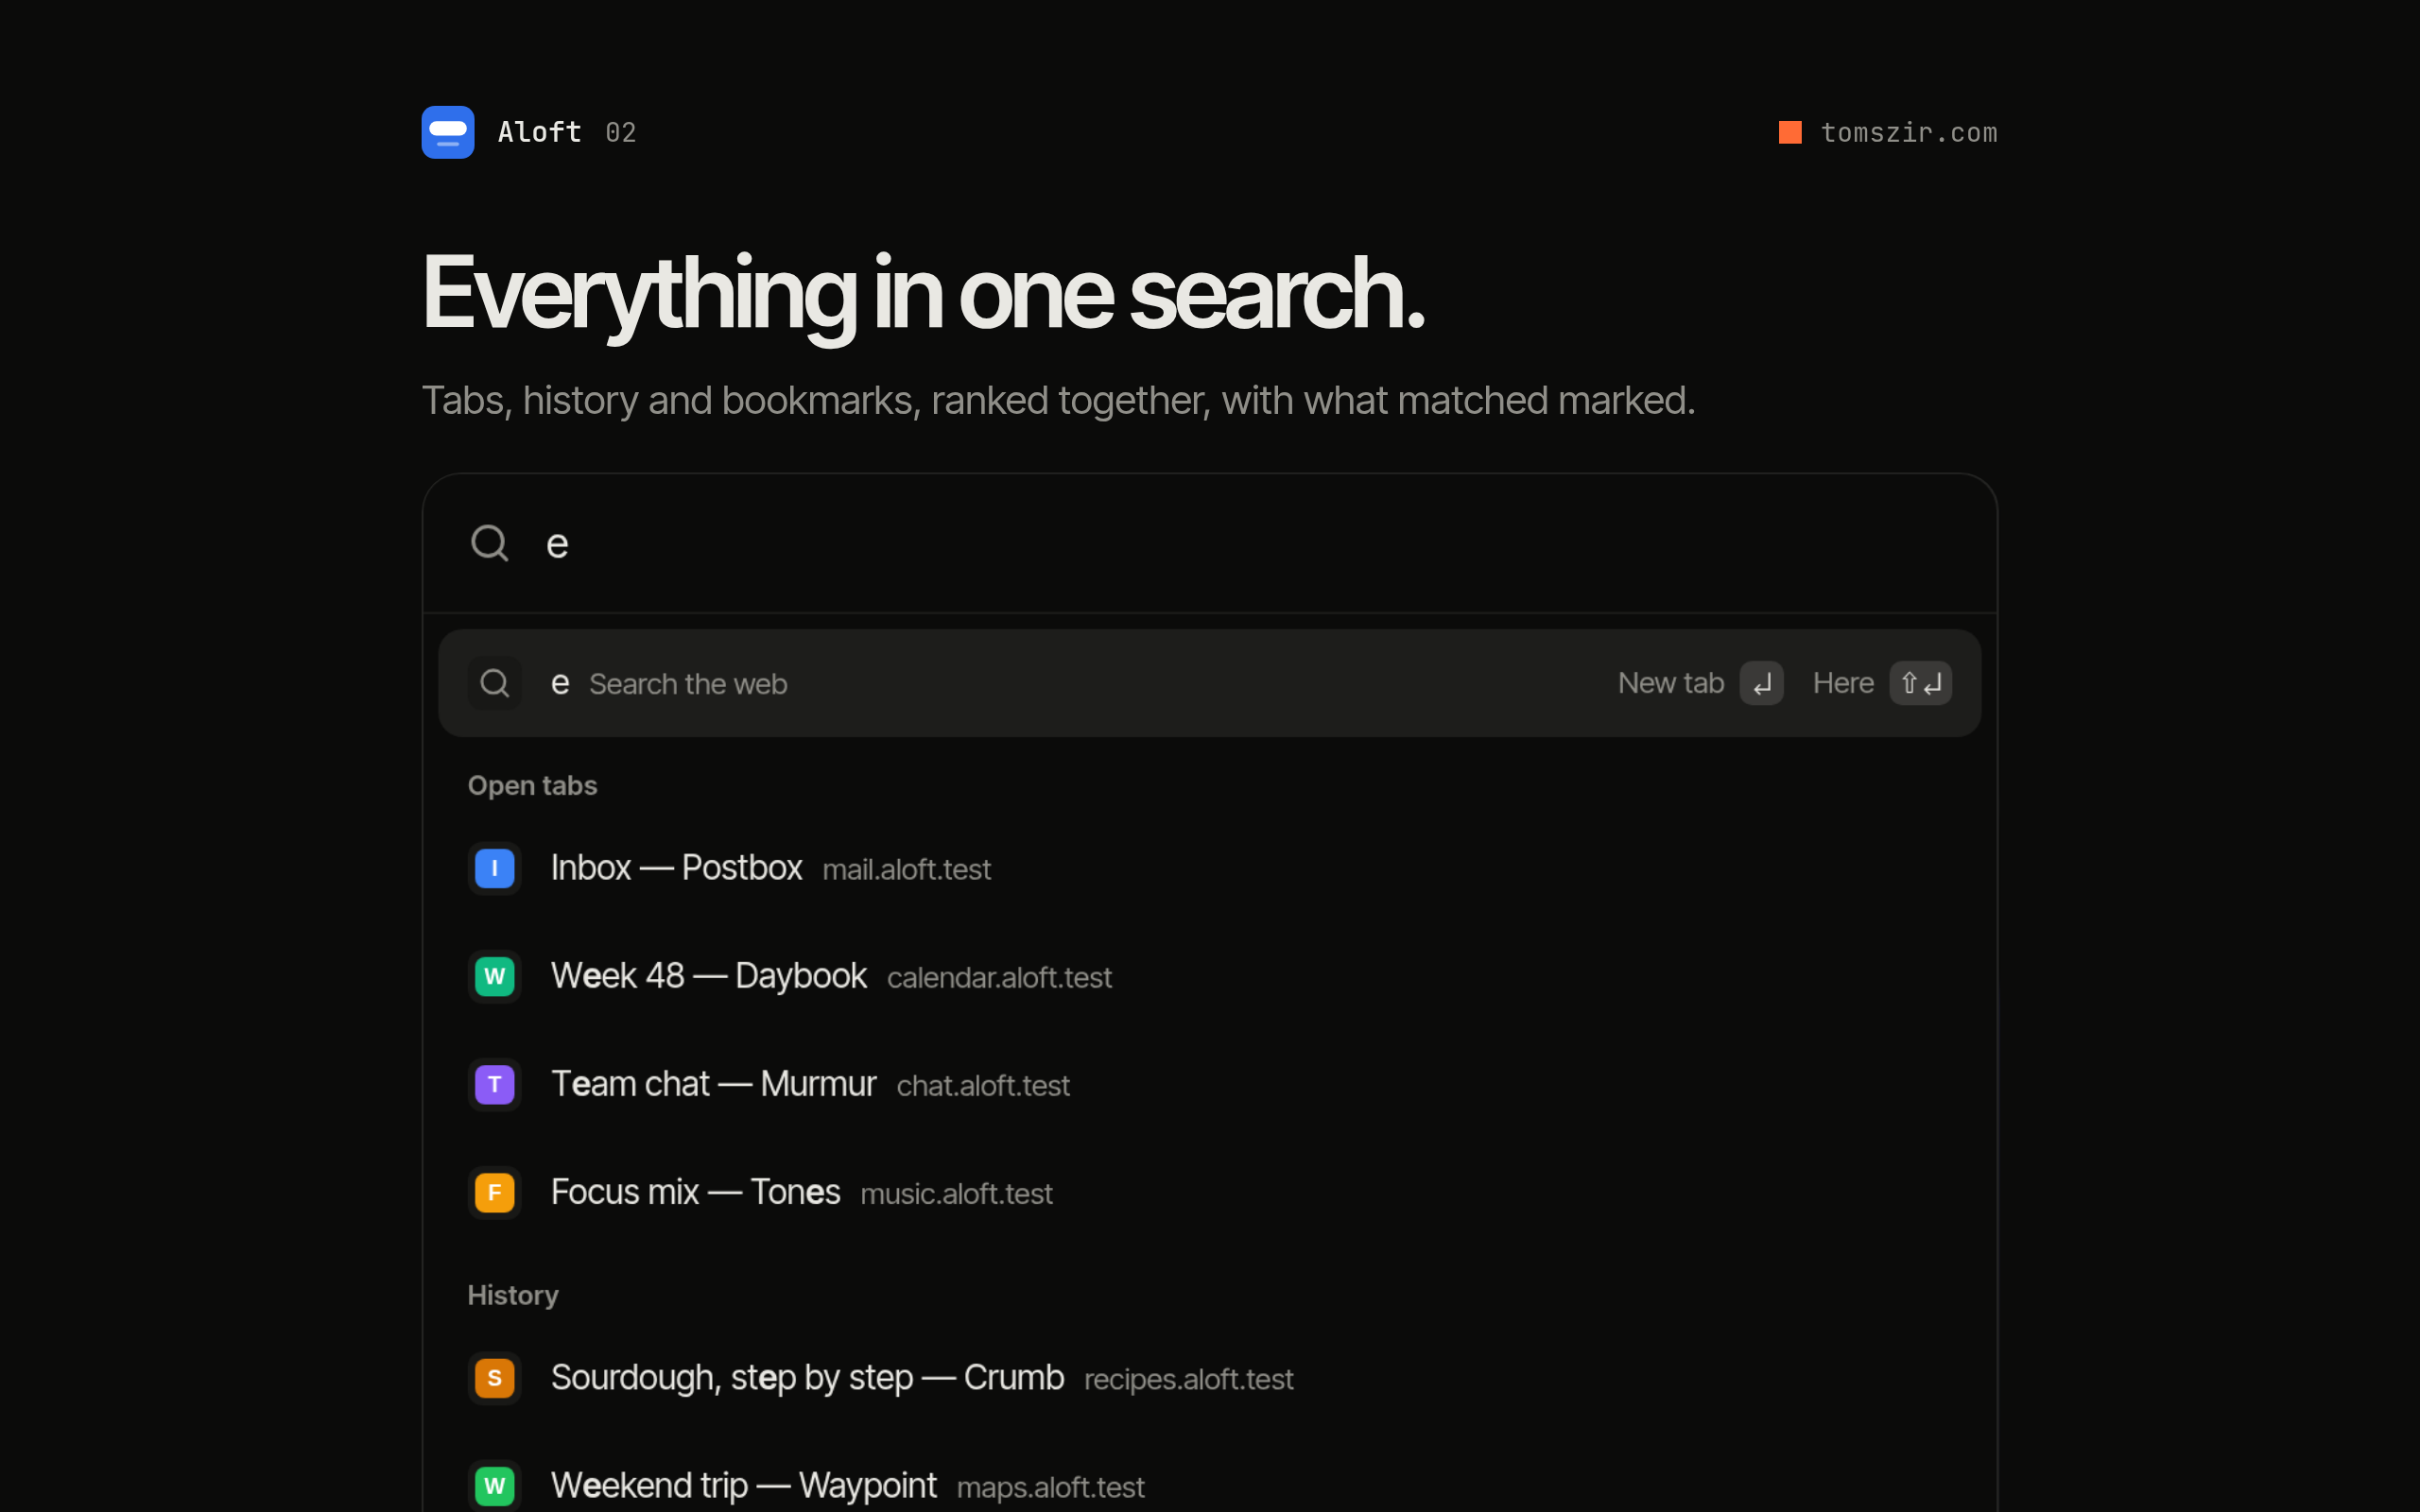 Aloft 02
tomszir.com
Everything in one search.
Tabs, history and bookmarks, ranked together, with what matched marked.
e
e Search the web New tab ↵ Here ⇧↵
Open tabs
I Inbox — Postbox mail.aloft.test
W Week 48 — Daybook calendar.aloft.test
T Team chat — Murmur chat.aloft.test
F Focus mix — Tones music.aloft.test
History
S Sourdough, step by step — Crumb recipes.aloft.test
W Weekend trip — Waypoint maps.aloft.test